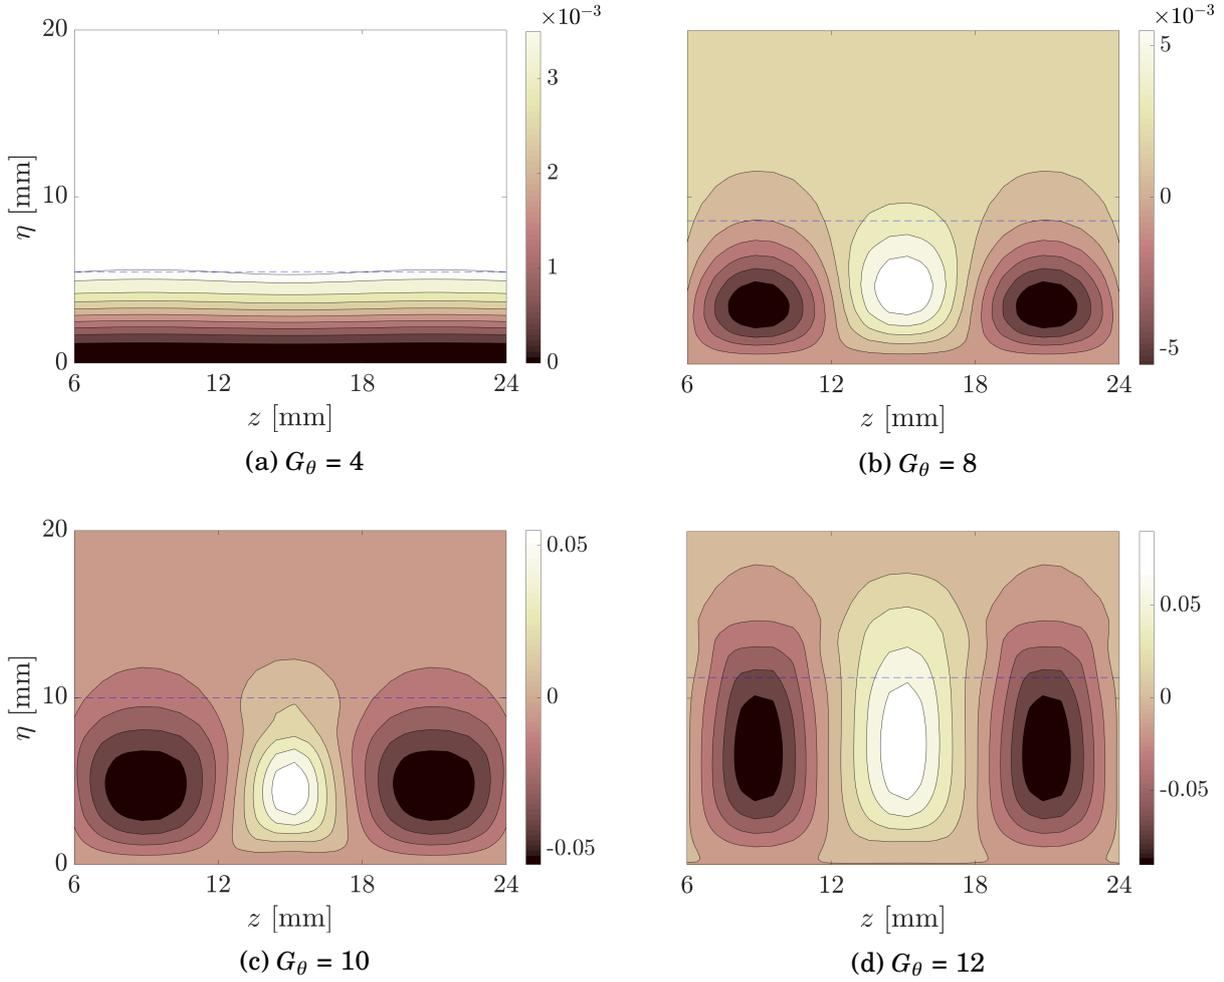 ×10⁻³
20
10
0
η [mm]
6 12 18 24
z [mm]
3
2
1
0
(a) G_θ = 4
×10⁻³
5
0
-5
6 12 18 24
z [mm]
(b) G_θ = 8
20
10
0
η [mm]
6 12 18 24
z [mm]
0.05
0
-0.05
(c) G_θ = 10
0.05
0
-0.05
6 12 18 24
z [mm]
(d) G_θ = 12